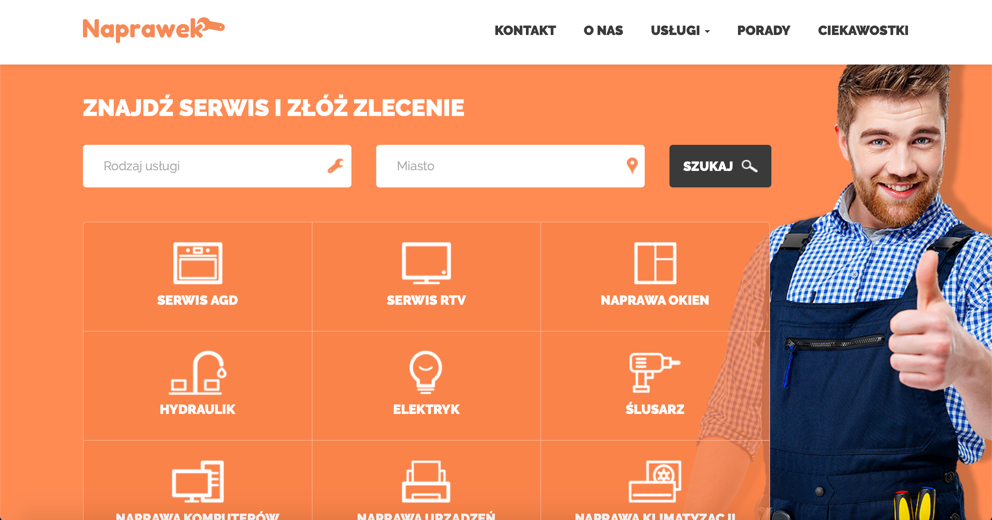 Naprawek
KONTAKT O NAS USŁUGI PORADY CIEKAWOSTKI
ZNAJDŹ SERWIS I ZŁÓŻ ZLECENIE
Rodzaj usługi Miasto SZUKAJ
SERWIS AGD SERWIS RTV NAPRAWA OKIEN
HYDRAULIK ELEKTRYK ŚLUSARZ
NAPRAWA KOMPUTERÓW NAPRAWA URZĄDZEŃ NAPRAWA KLIMATYZACJI